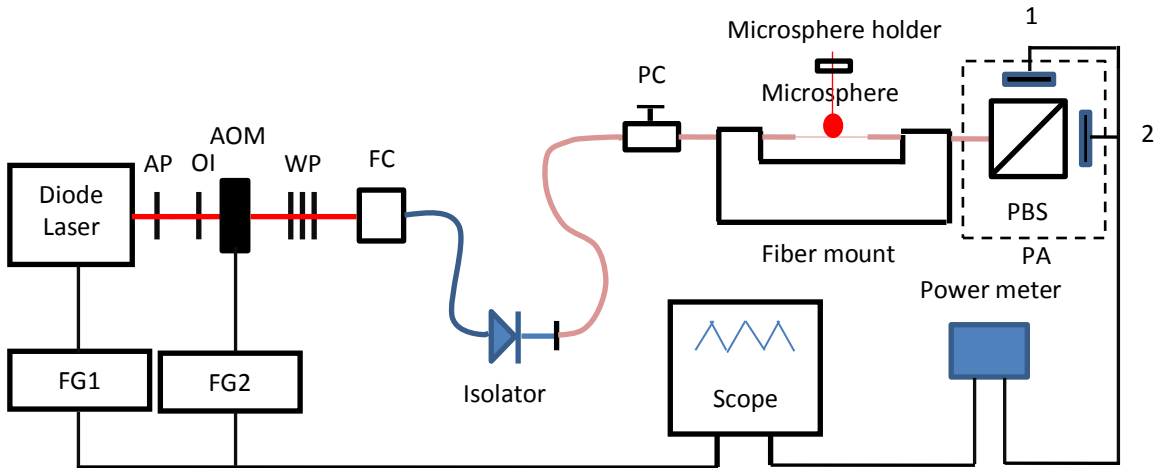 1
Microsphere holder
PC
Microsphere
2
AOM
AP
OI
WP
FC
Diode
Laser
PBS
PA
Fiber mount
Power meter
FG1
FG2
Isolator
Scope